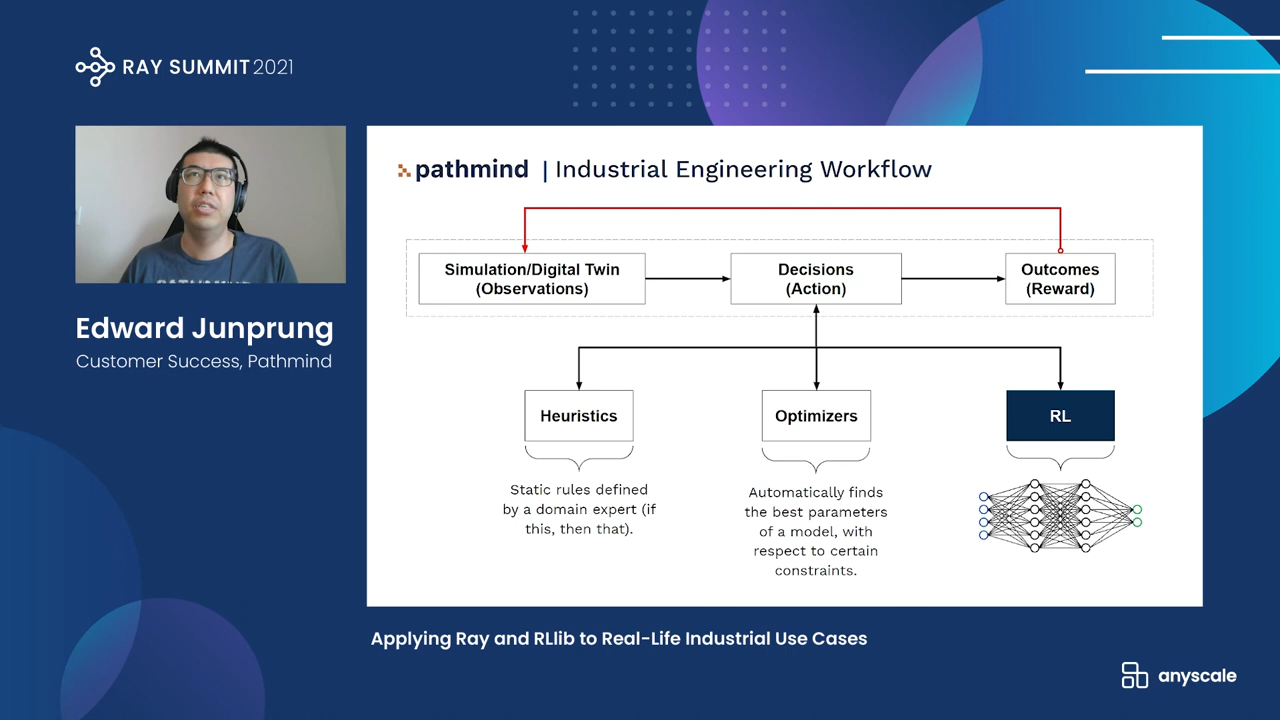 RAY SUMMIT 2021
Edward Junprung
Customer Success, Pathmind
pathmind | Industrial Engineering Workflow
Simulation/Digital Twin
(Observations)
Decisions
(Action)
Outcomes
(Reward)
Heuristics
Optimizers
RL
Static rules defined
by a domain expert (if
this, then that).
Automatically finds
the best parameters
of a model, with
respect to certain
constraints.
Applying Ray and RLlib to Real-Life Industrial Use Cases
anyscale